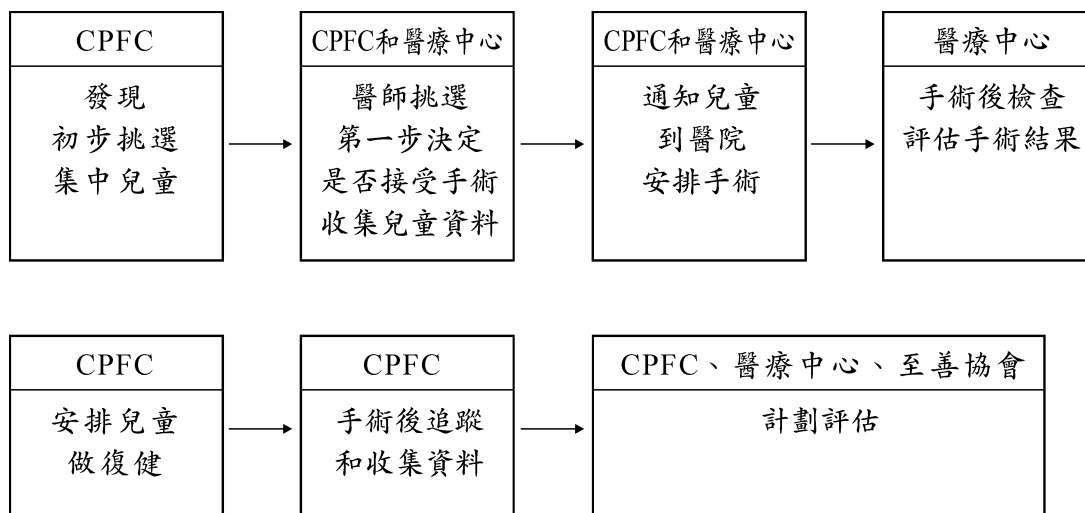 CPFC
發現
初步挑選
集中兒童
CPFC和醫療中心
醫師挑選
第一步決定
是否接受手術
收集兒童資料
CPFC和醫療中心
通知兒童
到醫院
安排手術
醫療中心
手術後檢查
評估手術結果
CPFC
安排兒童
做復健
CPFC
手術後追蹤
和收集資料
CPFC、醫療中心、至善協會
計劃評估